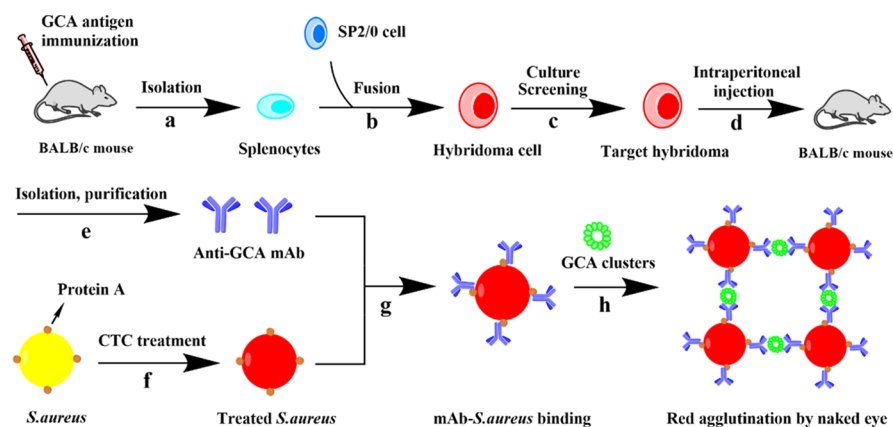 GCA antigen
immunization
SP2/0 cell
Isolation
Fusion
Culture
Screening
Intraperitoneal
injection
a
b
c
d
BALB/c mouse
Splenocytes
Hybridoma cell
Target hybridoma
BALB/c mouse
Isolation, purification
e
Anti-GCA mAb
Protein A
CTC treatment
f
g
GCA clusters
h
S.aureus
Treated S.aureus
mAb-S.aureus binding
Red agglutination by naked eye